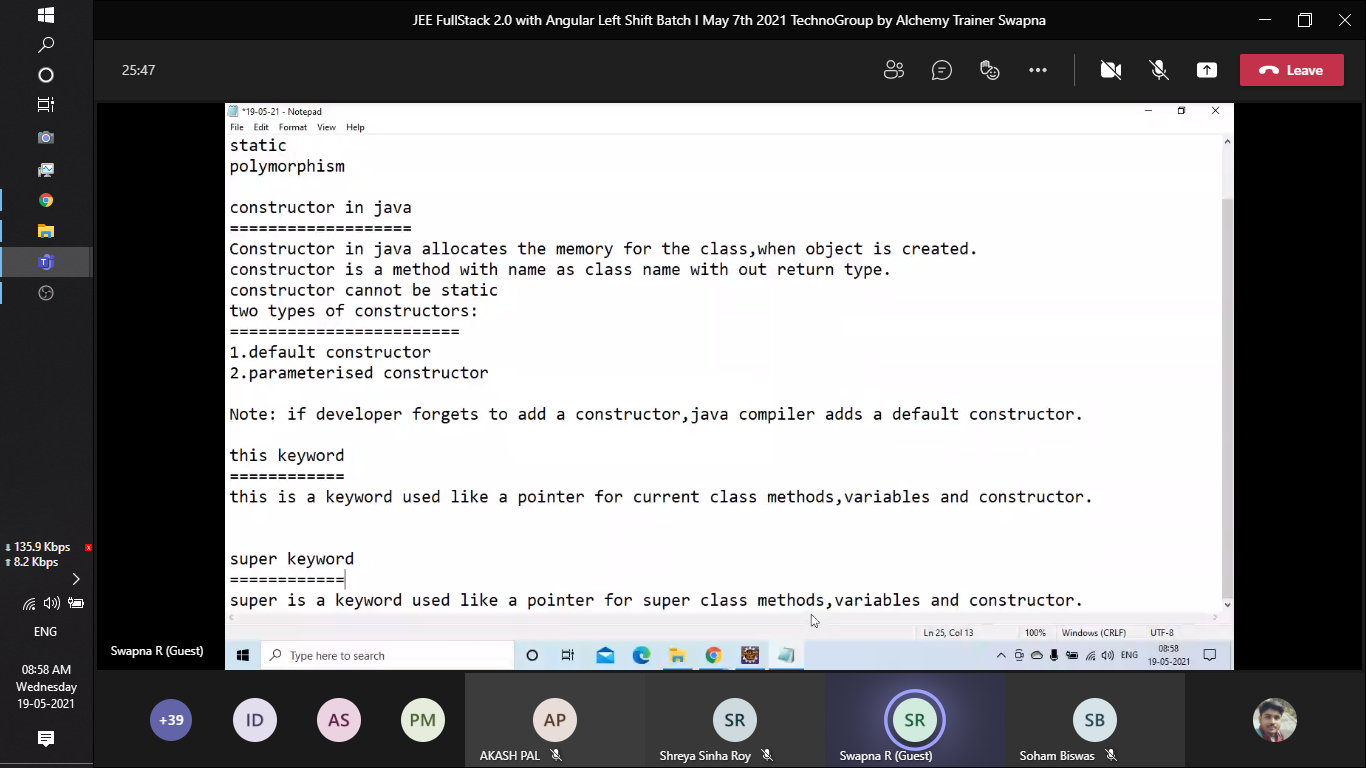 JEE FullStack 2.0 with Angular Left Shift Batch I May 7th 2021 TechnoGroup by Alchemy Trainer Swapna
25:47
Leave
*19-05-21 - Notepad
File Edit Format View Help
static
polymorphism
constructor in java
===================
Constructor in java allocates the memory for the class,when object is created.
constructor is a method with name as class name with out return type.
constructor cannot be static
two types of constructors:
========================
1.default constructor
2.parameterised constructor
Note: if developer forgets to add a constructor,java compiler adds a default constructor.
this keyword
============
this is a keyword used like a pointer for current class methods,variables and constructor.
super keyword
============
super is a keyword used like a pointer for super class methods,variables and constructor.
Ln 25, Col 13 100% Windows (CRLF) UTF-8
Swapna R (Guest)
Type here to search
ENG
08:58
19-05-2021
135.9 Kbps
8.2 Kbps
x
ENG
08:58 AM
Wednesday
19-05-2021
+39
ID
AS
PM
AP
AKASH PAL
SR
Shreya Sinha Roy
SR
Swapna R (Guest)
SB
Soham Biswas